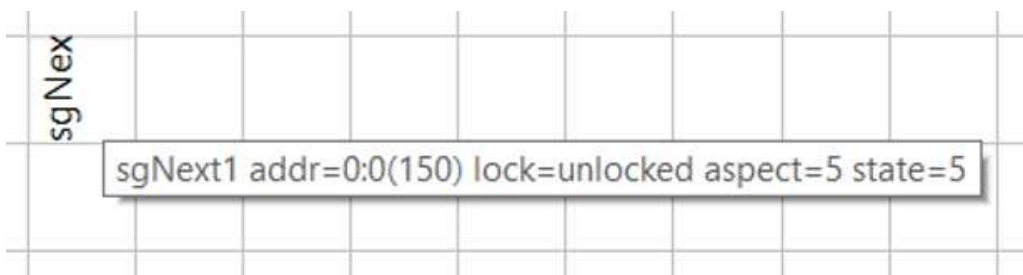 sgNex
sgNext1 addr=0:0(150) lock=unlocked aspect=5 state=5